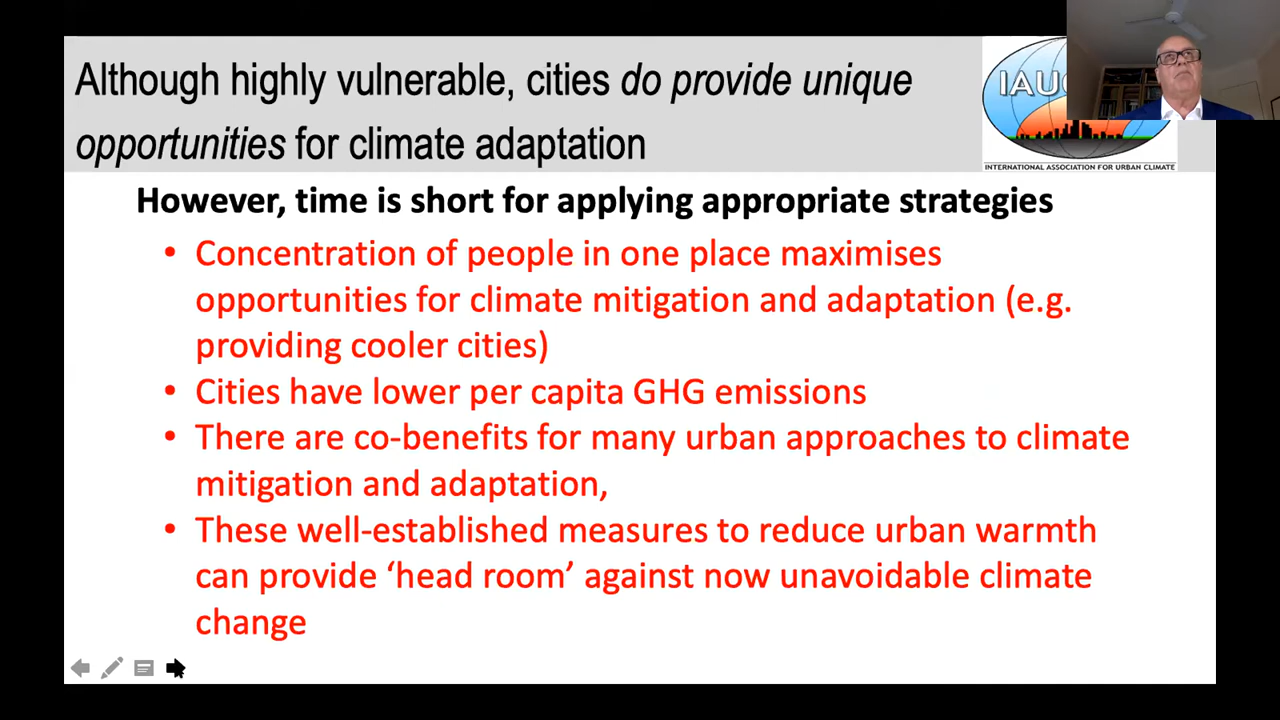 Although highly vulnerable, cities do provide unique
opportunities for climate adaptation
IAUC
INTERNATIONAL ASSOCIATION FOR URBAN CLIMATE
However, time is short for applying appropriate strategies
• Concentration of people in one place maximises
opportunities for climate mitigation and adaptation (e.g.
providing cooler cities)
• Cities have lower per capita GHG emissions
• There are co-benefits for many urban approaches to climate
mitigation and adaptation,
• These well-established measures to reduce urban warmth
can provide ‘head room’ against now unavoidable climate
change